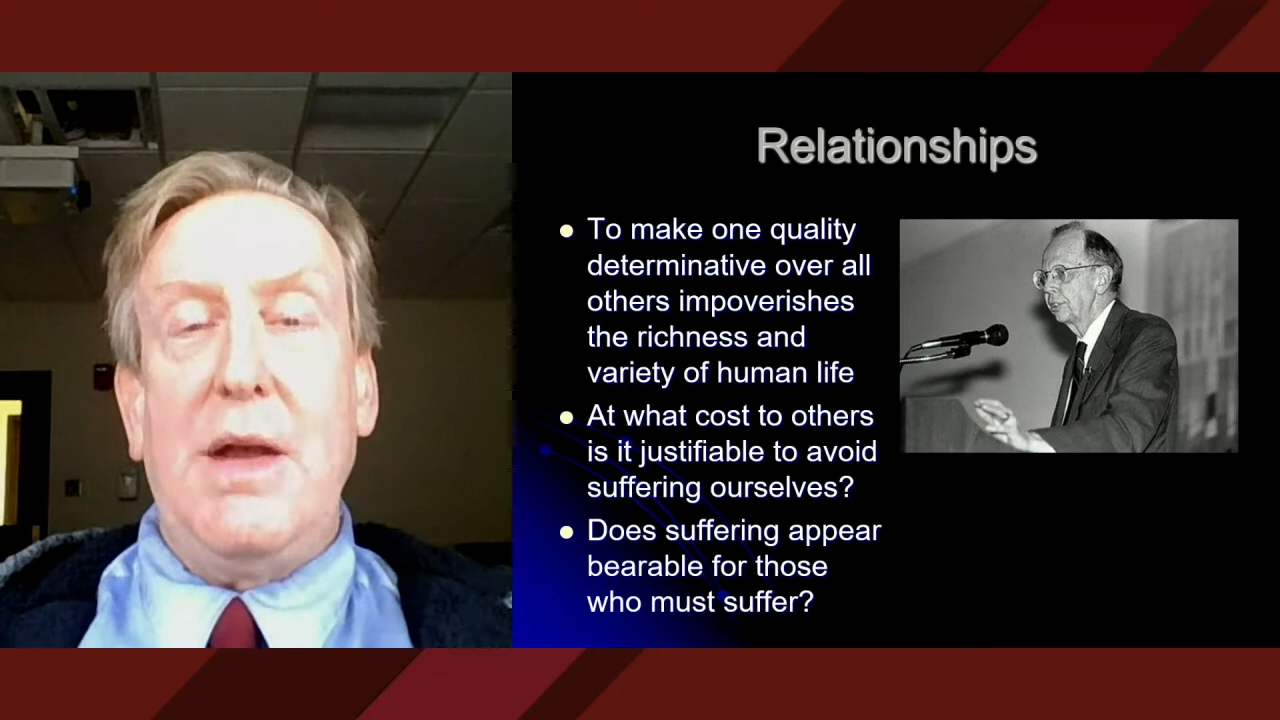 Relationships
To make one quality
determinative over all
others impoverishes
the richness and
variety of human life
At what cost to others
is it justifiable to avoid
suffering ourselves?
Does suffering appear
bearable for those
who must suffer?